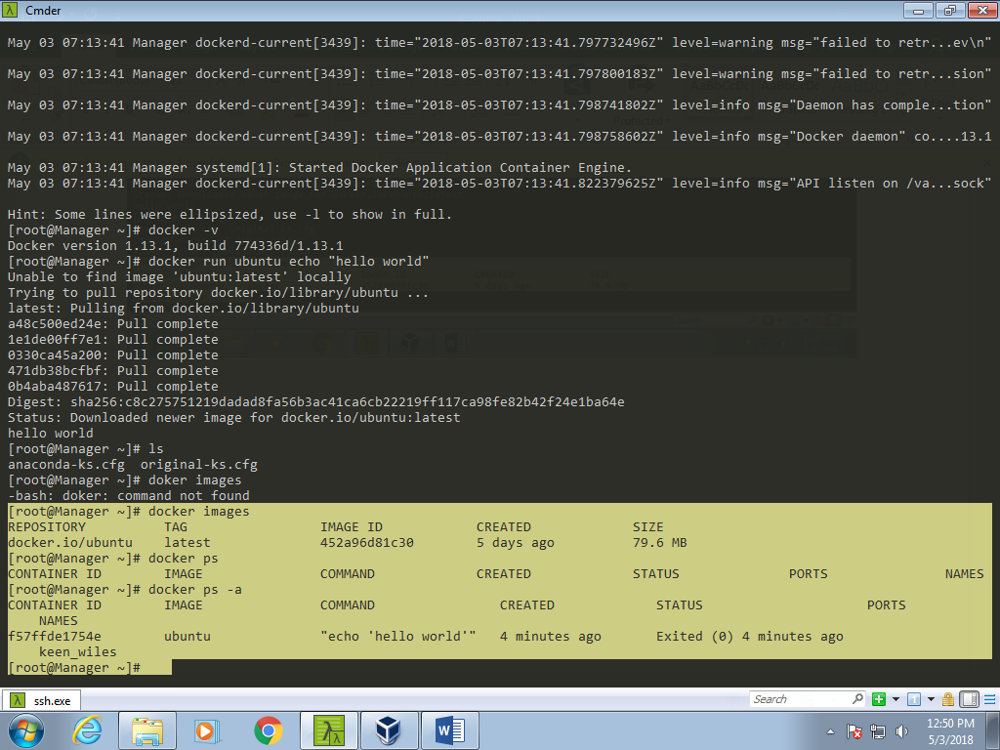 Cmder
May 03 07:13:41 Manager dockerd-current[3439]: time="2018-05-03T07:13:41.797732496Z" level=warning msg="failed to retr...ev\n"
May 03 07:13:41 Manager dockerd-current[3439]: time="2018-05-03T07:13:41.797800183Z" level=warning msg="failed to retr...sion"
May 03 07:13:41 Manager dockerd-current[3439]: time="2018-05-03T07:13:41.798741802Z" level=info msg="Daemon has comple...tion"
May 03 07:13:41 Manager dockerd-current[3439]: time="2018-05-03T07:13:41.798758602Z" level=info msg="Docker daemon" co....13.1
May 03 07:13:41 Manager systemd[1]: Started Docker Application Container Engine.
May 03 07:13:41 Manager dockerd-current[3439]: time="2018-05-03T07:13:41.822379625Z" level=info msg="API listen on /va...sock"
Hint: Some lines were ellipsized, use -l to show in full.
[root@Manager ~]# docker -v
Docker version 1.13.1, build 774336d/1.13.1
[root@Manager ~]# docker run ubuntu echo "hello world"
Unable to find image 'ubuntu:latest' locally
Trying to pull repository docker.io/library/ubuntu ...
latest: Pulling from docker.io/library/ubuntu
a48c500ed24e: Pull complete
1e1de00ff7e1: Pull complete
0330ca45a200: Pull complete
471db38bcfbf: Pull complete
0b4aba487617: Pull complete
Digest: sha256:c8c275751219dadad8fa56b3ac41ca6cb22219ff117ca98fe82b42f24e1ba64e
Status: Downloaded newer image for docker.io/ubuntu:latest
hello world
[root@Manager ~]# ls
anaconda-ks.cfg  original-ks.cfg
[root@Manager ~]# doker images
-bash: doker: command not found
[root@Manager ~]# docker images
REPOSITORY          TAG                 IMAGE ID            CREATED             SIZE
docker.io/ubuntu    latest              452a96d81c30        5 days ago          79.6 MB
[root@Manager ~]# docker ps
CONTAINER ID        IMAGE               COMMAND             CREATED             STATUS              PORTS               NAMES
[root@Manager ~]# docker ps -a
CONTAINER ID        IMAGE               COMMAND                CREATED             STATUS                     PORTS
NAMES
f57ffde1754e        ubuntu              "echo 'hello world'"   4 minutes ago       Exited (0) 4 minutes ago
keen_wiles
[root@Manager ~]#
ssh.exe
Search
12:50 PM
5/3/2018